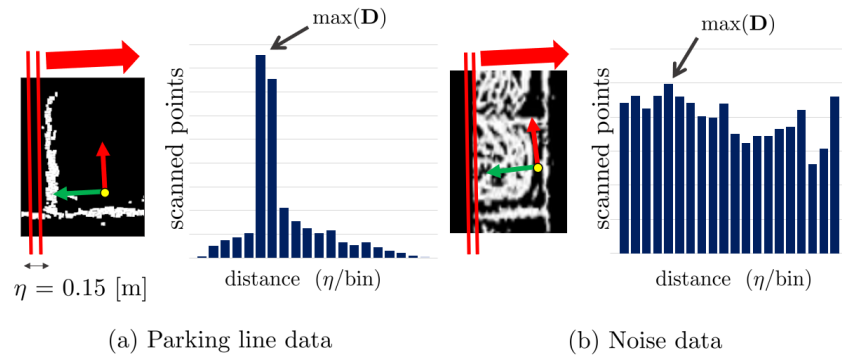 max(D)
scanned points
distance (η/bin)
η = 0.15 [m]
(a) Parking line data
max(D)
scanned points
distance (η/bin)
(b) Noise data